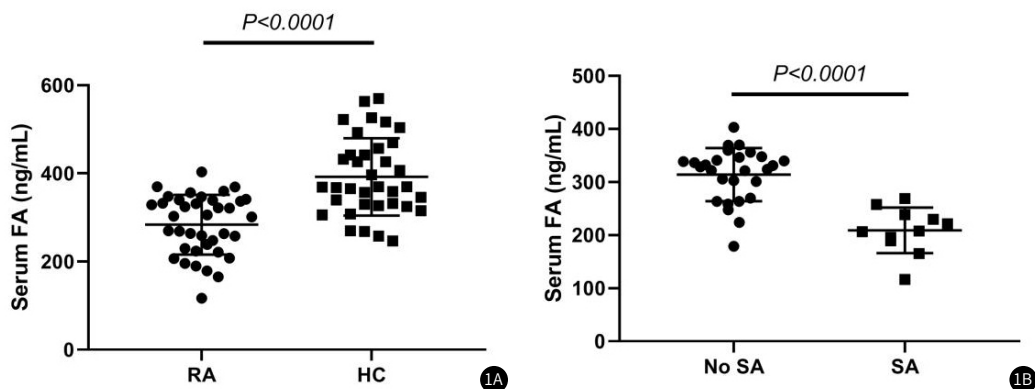 P<0.0001
Serum FA (ng/mL)
600
400
200
0
RA
HC
1A
P<0.0001
Serum FA (ng/mL)
500
400
300
200
100
0
No SA
SA
1B